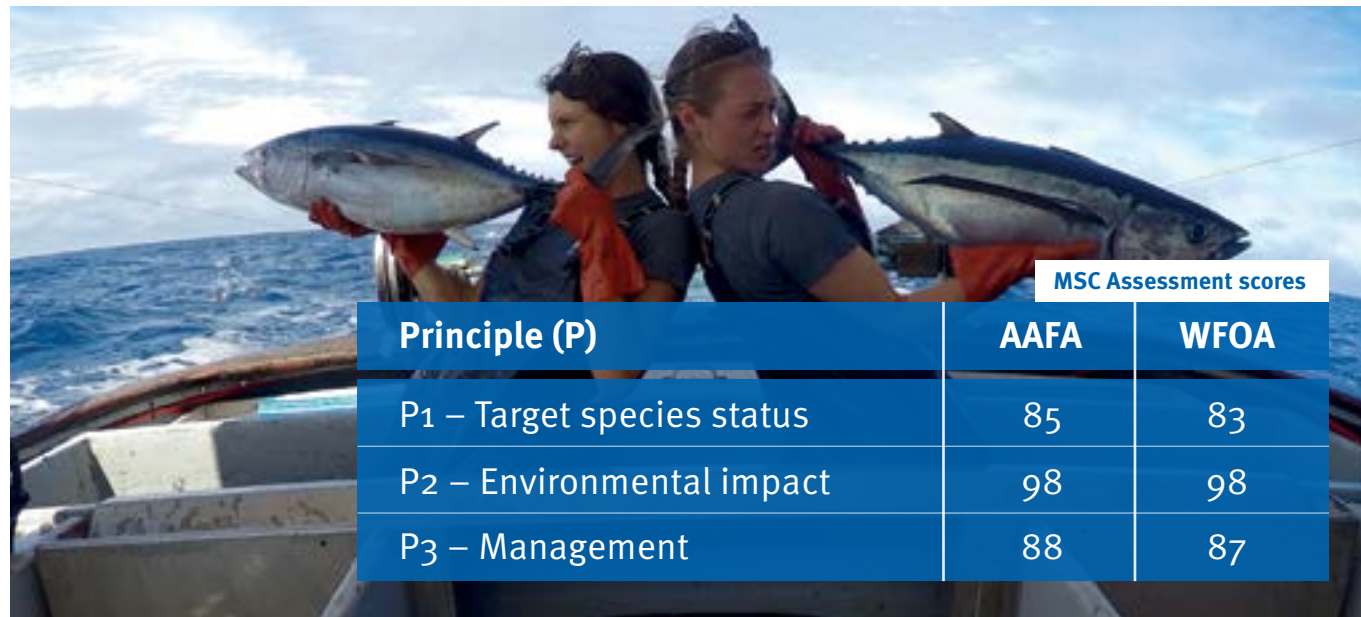 MSC Assessment scores
Principle (P) AAFA WFOA
P1 – Target species status 85 83
P2 – Environmental impact 98 98
P3 – Management 88 87